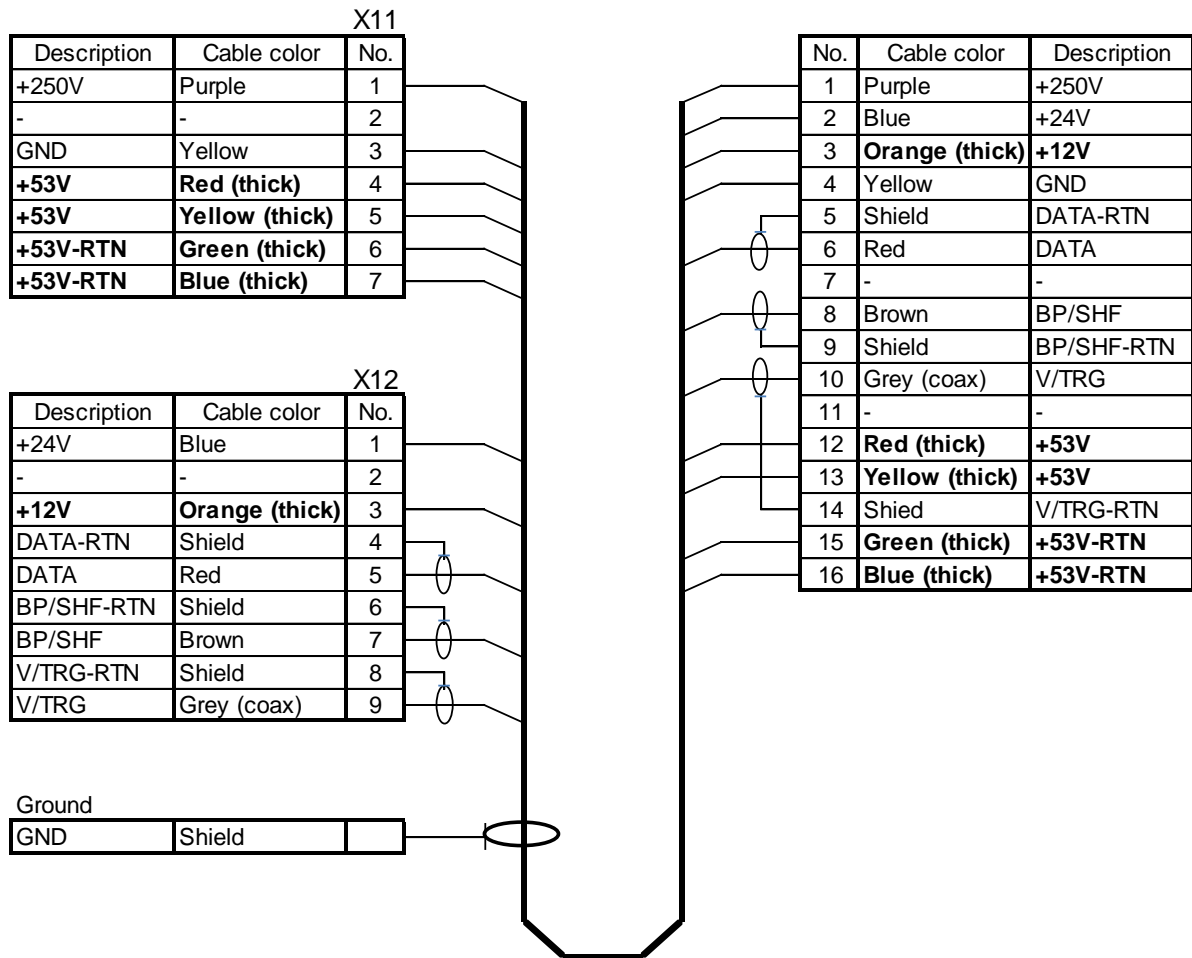 X11
Description Cable color No.
+250V Purple 1
- - 2
GND Yellow 3
+53V Red (thick) 4
+53V Yellow (thick) 5
+53V-RTN Green (thick) 6
+53V-RTN Blue (thick) 7
X12
Description Cable color No.
+24V Blue 1
- - 2
+12V Orange (thick) 3
DATA-RTN Shield 4
DATA Red 5
BP/SHF-RTN Shield 6
BP/SHF Brown 7
V/TRG-RTN Shield 8
V/TRG Grey (coax) 9
Ground
GND Shield
No. Cable color Description
1 Purple +250V
2 Blue +24V
3 Orange (thick) +12V
4 Yellow GND
5 Shield DATA-RTN
6 Red DATA
7 - -
8 Brown BP/SHF
9 Shield BP/SHF-RTN
10 Grey (coax) V/TRG
11 - -
12 Red (thick) +53V
13 Yellow (thick) +53V
14 Shied V/TRG-RTN
15 Green (thick) +53V-RTN
16 Blue (thick) +53V-RTN